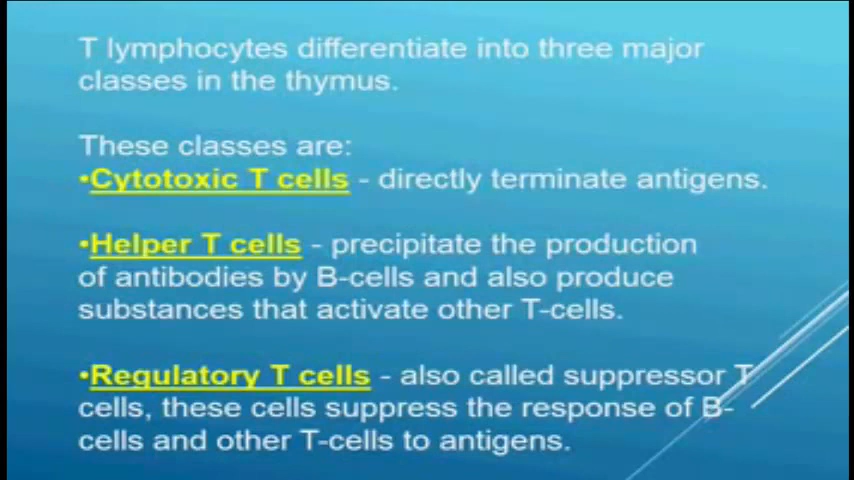 T lymphocytes differentiate into three major
classes in the thymus.
These classes are:
•Cytotoxic T cells - directly terminate antigens.
•Helper T cells - precipitate the production
of antibodies by B-cells and also produce
substances that activate other T-cells.
•Regulatory T cells - also called suppressor T
cells, these cells suppress the response of B-
cells and other T-cells to antigens.